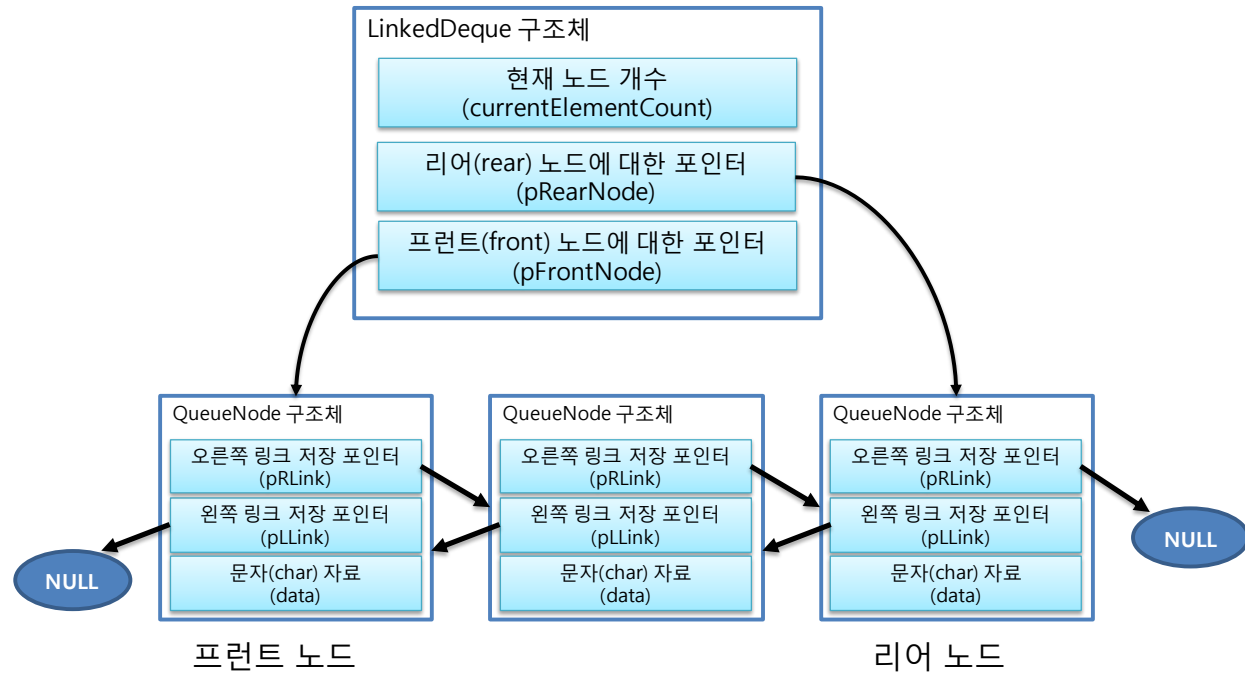 LinkedDeque 구조체
현재 노드 개수
(currentElementCount)
리어(rear) 노드에 대한 포인터
(pRearNode)
프런트(front) 노드에 대한 포인터
(pFrontNode)
QueueNode 구조체
오른쪽 링크 저장 포인터
(pRLink)
왼쪽 링크 저장 포인터
(pLLink)
문자(char) 자료
(data)
QueueNode 구조체
오른쪽 링크 저장 포인터
(pRLink)
왼쪽 링크 저장 포인터
(pLLink)
문자(char) 자료
(data)
QueueNode 구조체
오른쪽 링크 저장 포인터
(pRLink)
왼쪽 링크 저장 포인터
(pLLink)
문자(char) 자료
(data)
NULL
NULL
프런트 노드
리어 노드